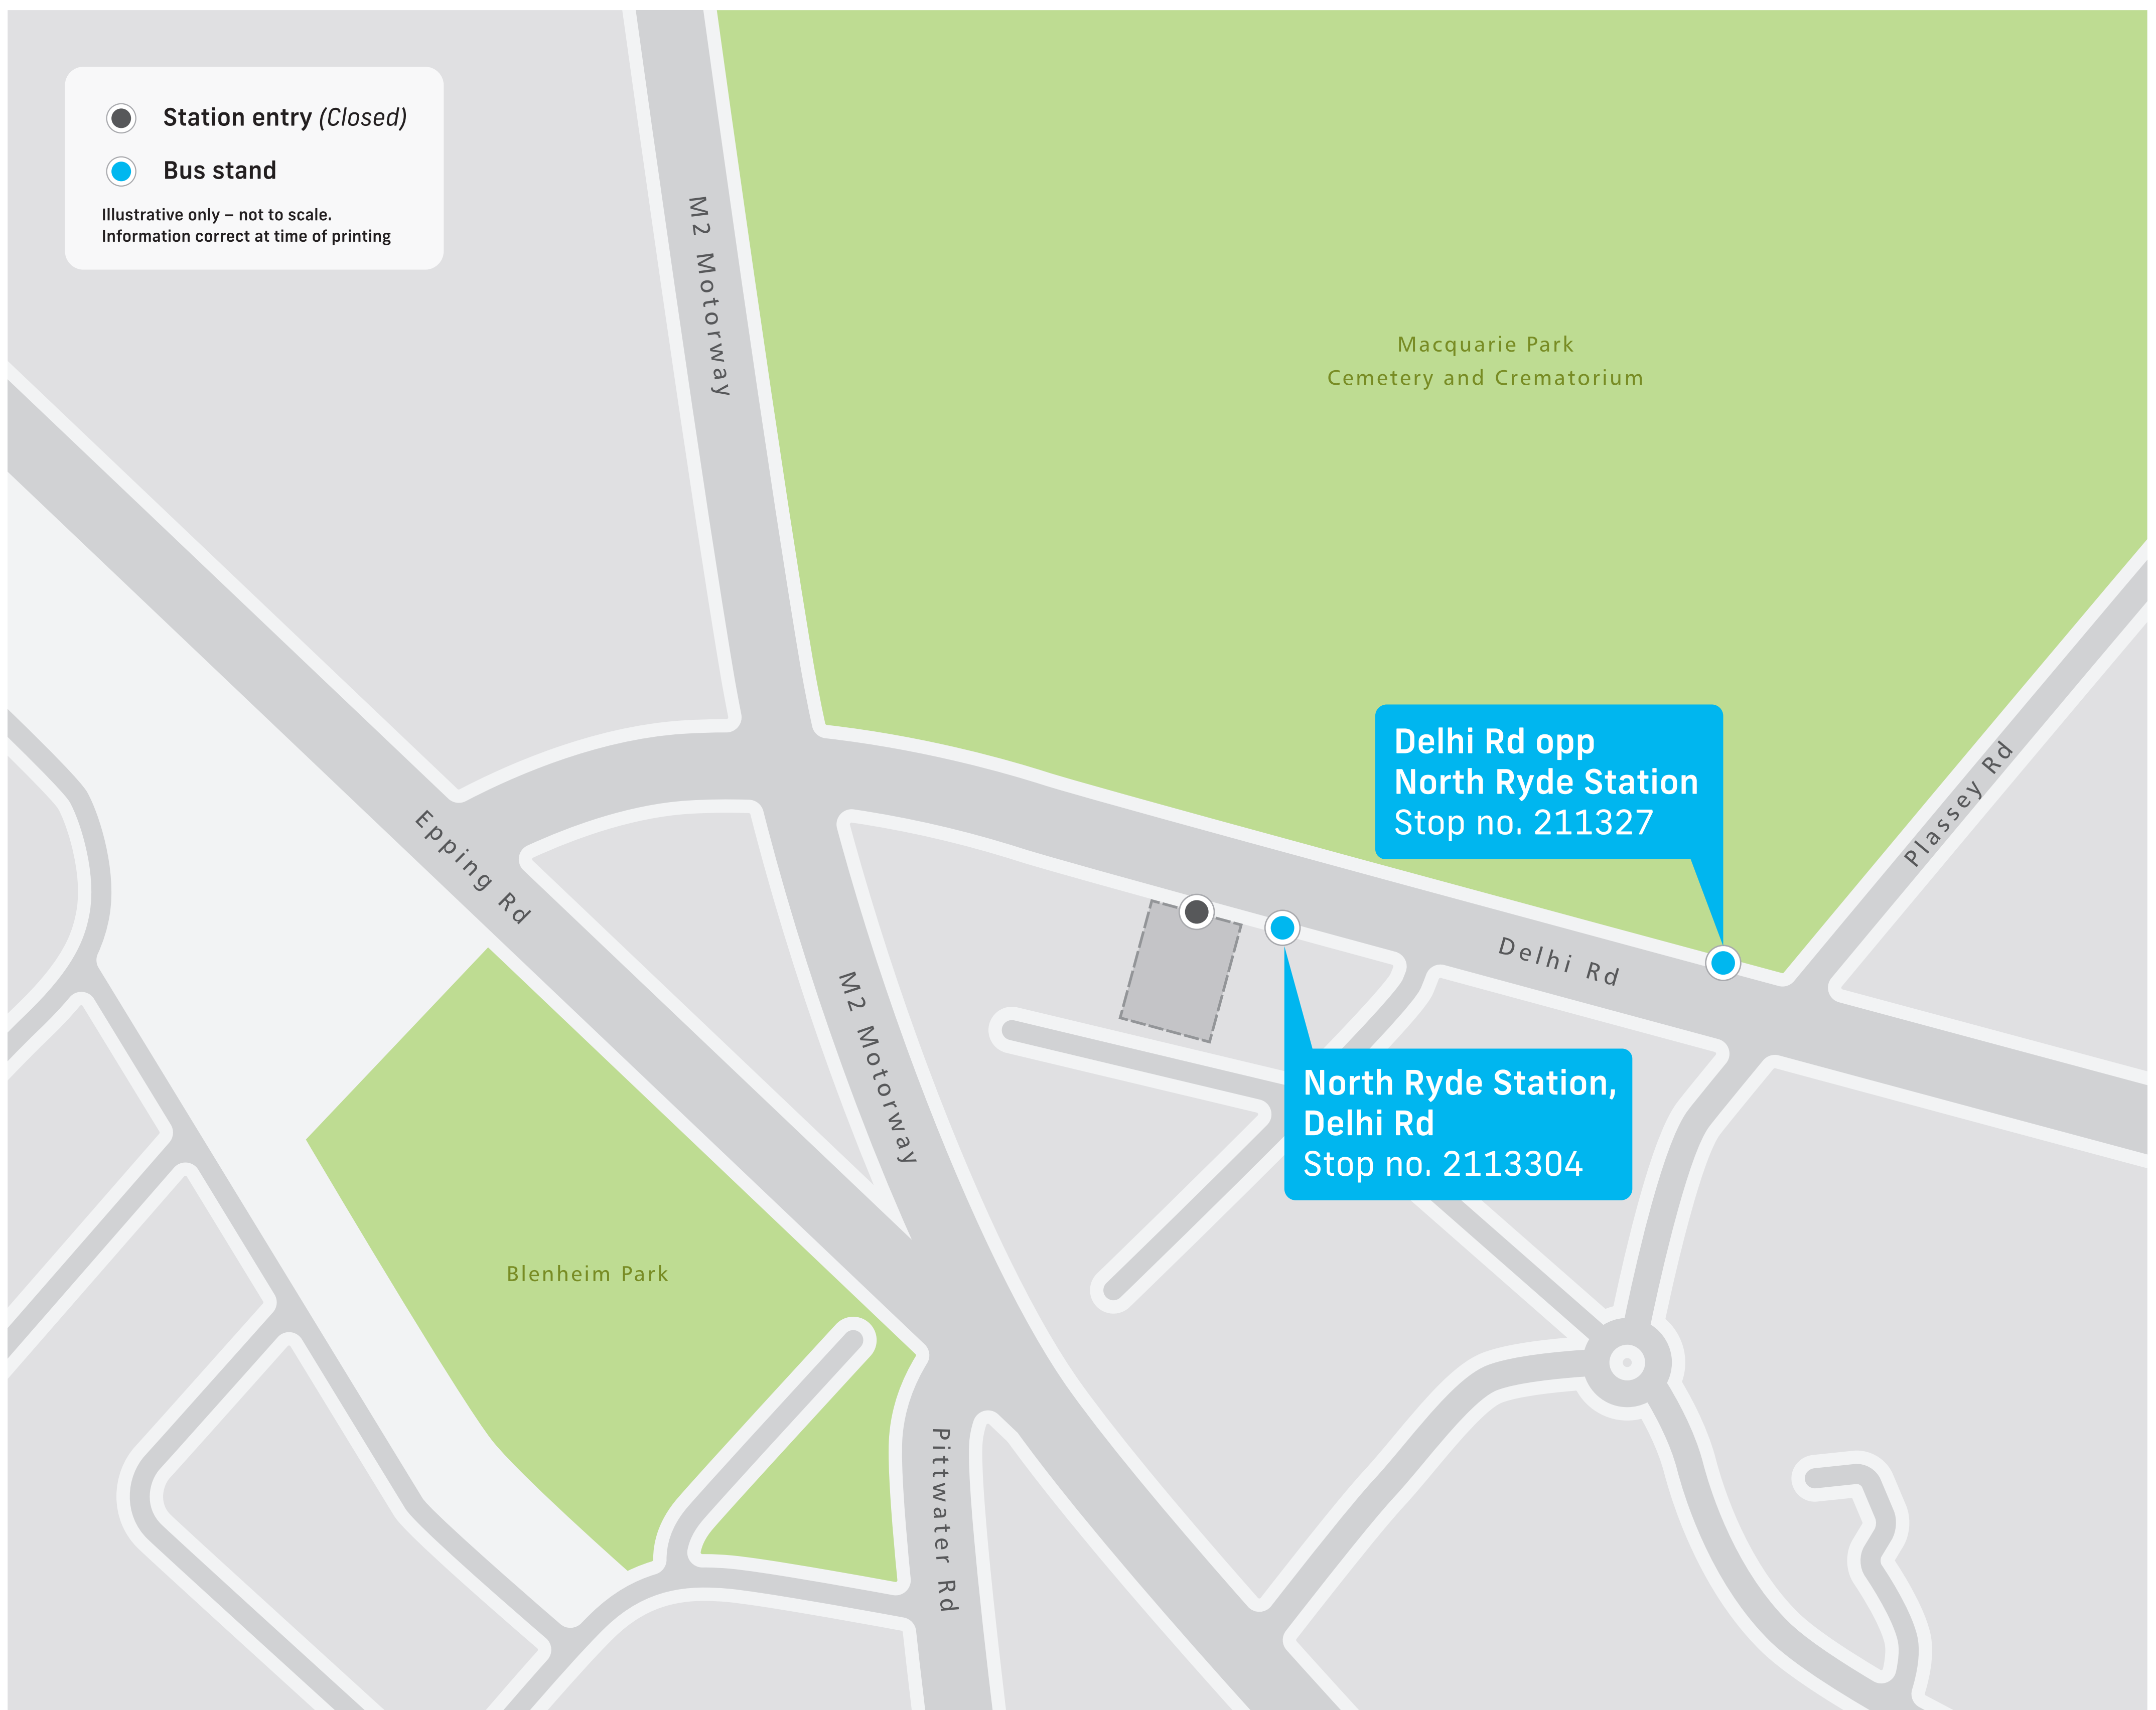 Station entry (Closed)
Bus stand
Illustrative only – not to scale.
Information correct at time of printing
M2 Motorway
Macquarie Park
Cemetery and Crematorium
Delhi Rd opp
North Ryde Station
Stop no. 211327
Plassey Rd
Epping Rd
Delhi Rd
M2 Motorway
North Ryde Station,
Delhi Rd
Stop no. 2113304
Blenheim Park
Pittwater Rd